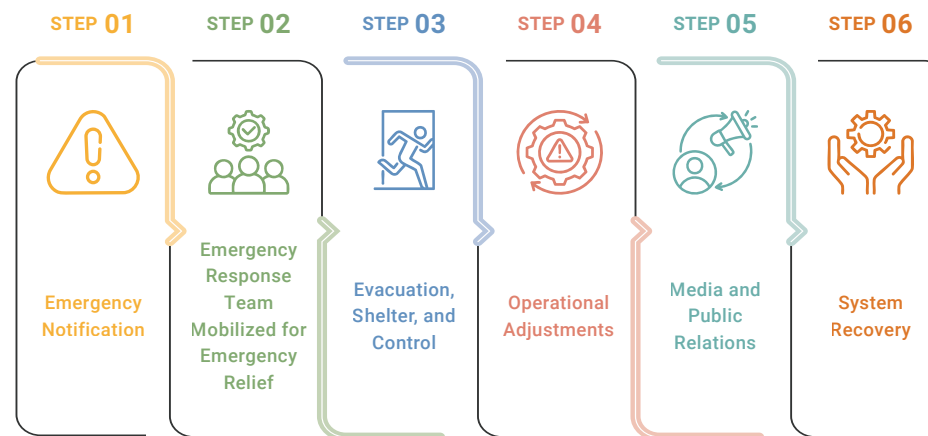 STEP 01
Emergency
Notification
STEP 02
Emergency
Response
Team
Mobilized for
Emergency
Relief
STEP 03
Evacuation,
Shelter, and
Control
STEP 04
Operational
Adjustments
STEP 05
Media and
Public
Relations
STEP 06
System
Recovery